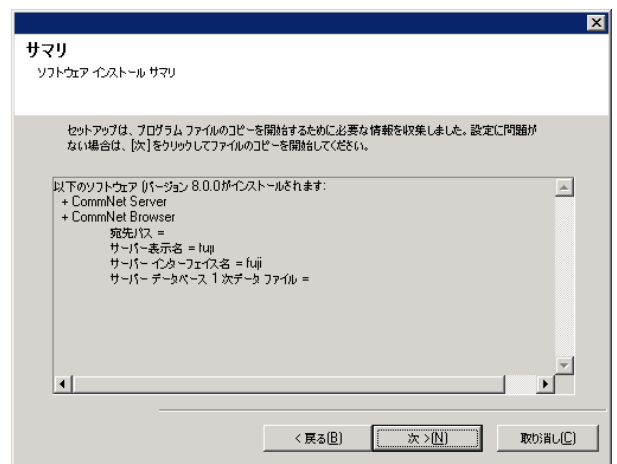 サマリ
ソフトウェア インストール サマリ
セットアップは、プログラム ファイルのコピーを開始するために必要な情報を収集しました。設定に問題が
ない場合は、[次] をクリックしてファイルのコピーを開始してください。
以下のソフトウェア (バージョン 8.0.0がインストールされます:
+ CommNet Server
+ CommNet Browser
宛先パス =
サーバー表示名 = fuji
サーバー インターフェイス名 = fuji
サーバー データベース 1 次データ ファイル =
< 戻る(B)
次 >(N)
取り消し(C)